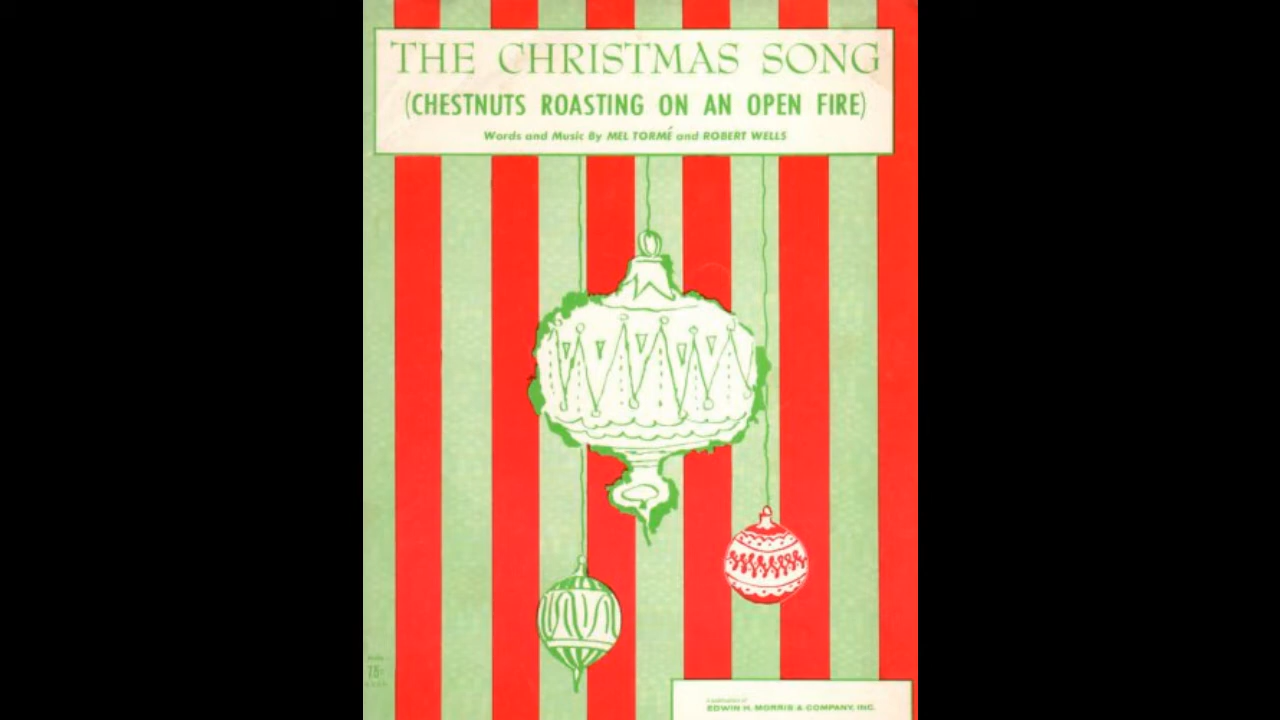 THE CHRISTMAS SONG
(CHESTNUTS ROASTING ON AN OPEN FIRE)
Words and Music By MEL TORMÉ and ROBERT WELLS
75
EDWIN H. MORRIS & COMPANY, INC.